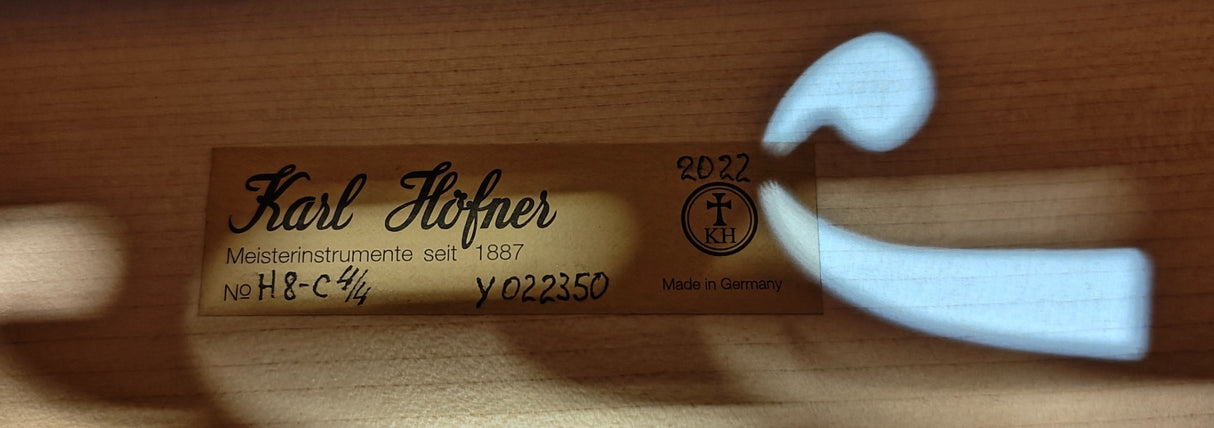 Karl Höfner
Meisterinstrumente seit 1887
No H8-C 4/4 Y022350
2022
KH
Made in Germany